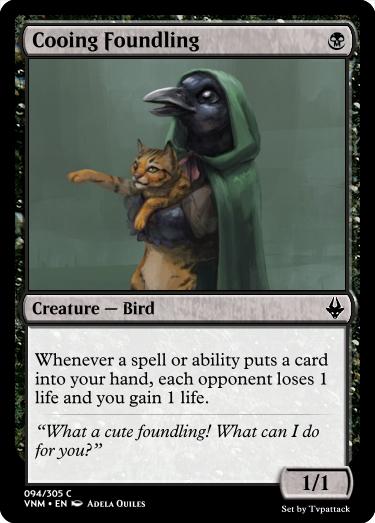 Cooing Foundling
Creature — Bird
Whenever a spell or ability puts a card
into your hand, each opponent loses 1
life and you gain 1 life.
“What a cute foundling! What can I do
for you?”
1/1
094/305 C
VNM • EN Adela Quiles
Set by Tvpattack